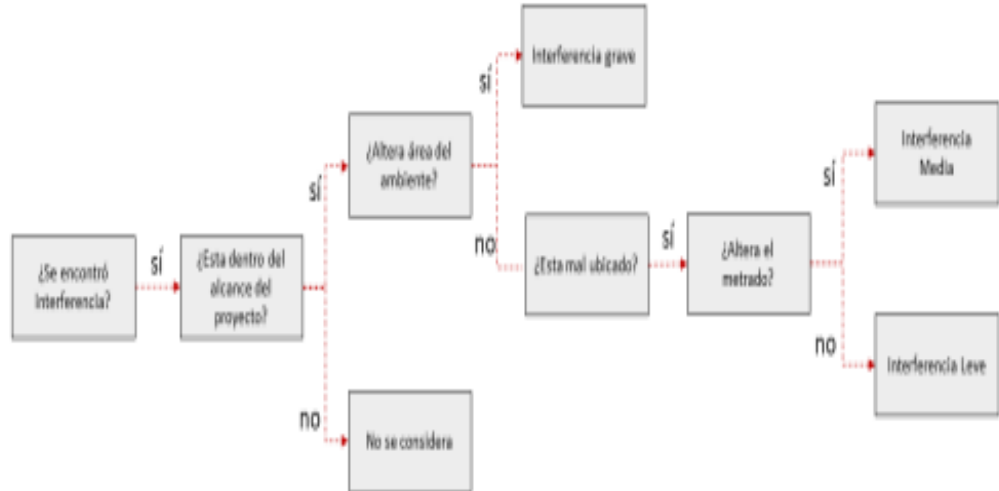 ¿Se encontró
Interferencia?
sí
¿Esta dentro del
alcance del
proyecto?
sí
no
¿Altera área del
ambiente?
No se considera
sí
no
Interferencia grave
¿Esta mal ubicado?
sí
¿Altera el
metrado?
sí
no
Interferencia
Media
Interferencia Leve